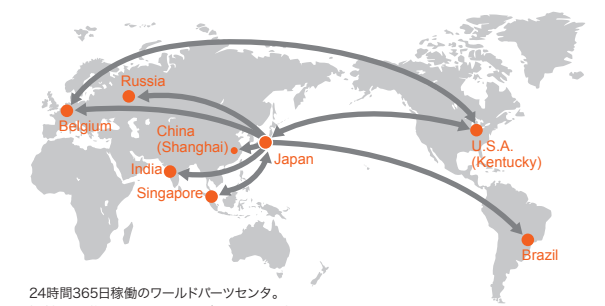 Russia
Belgium
China
(Shanghai)
Japan
India
Singapore
U.S.A.
(Kentucky)
Brazil
24時間365日稼働のワールドパーツセンタ。